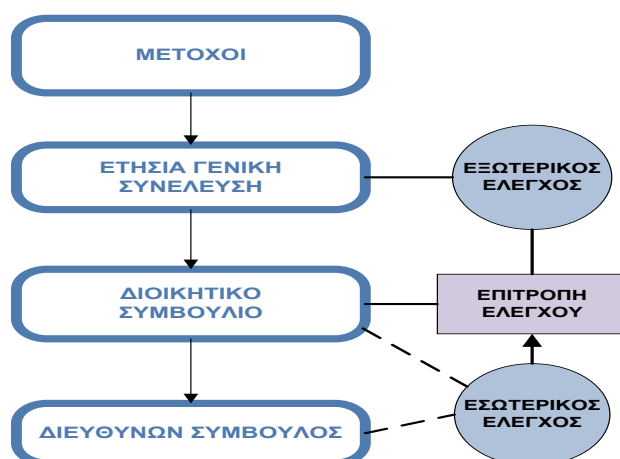 ΜΕΤΟΧΟΙ
ΕΤΗΣΙΑ ΓΕΝΙΚΗ
ΣΥΝΕΛΕΥΣΗ
ΕΞΩΤΕΡΙΚΟΣ
ΕΛΕΓΧΟΣ
ΔΙΟΙΚΗΤΙΚΟ
ΣΥΜΒΟΥΛΙΟ
ΕΠΙΤΡΟΠΗ
ΕΛΕΓΧΟΥ
ΔΙΕΥΘΥΝΩΝ ΣΥΜΒΟΥΛΟΣ
ΕΣΩΤΕΡΙΚΟΣ
ΕΛΕΓΧΟΣ